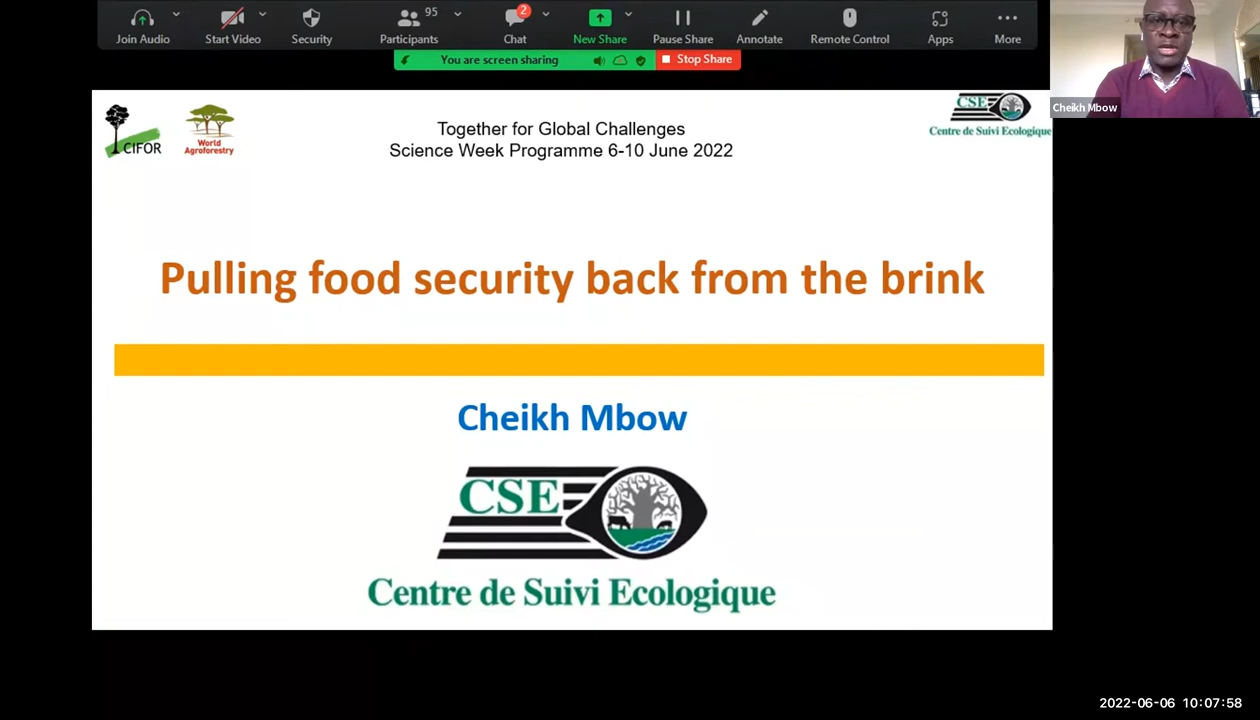 95
2
Join Audio
Start Video
Security
Participants
Chat
New Share
Pause Share
Annotate
Remote Control
Apps
More
You are screen sharing
Stop Share
Cheikh Mbow
CIFOR
World
Agroforestry
Together for Global Challenges
Science Week Programme 6-10 June 2022
CSE
Centre de Suivi Ecologique
Pulling food security back from the brink
Cheikh Mbow
CSE
Centre de Suivi Ecologique
2022-06-06 10:07:58